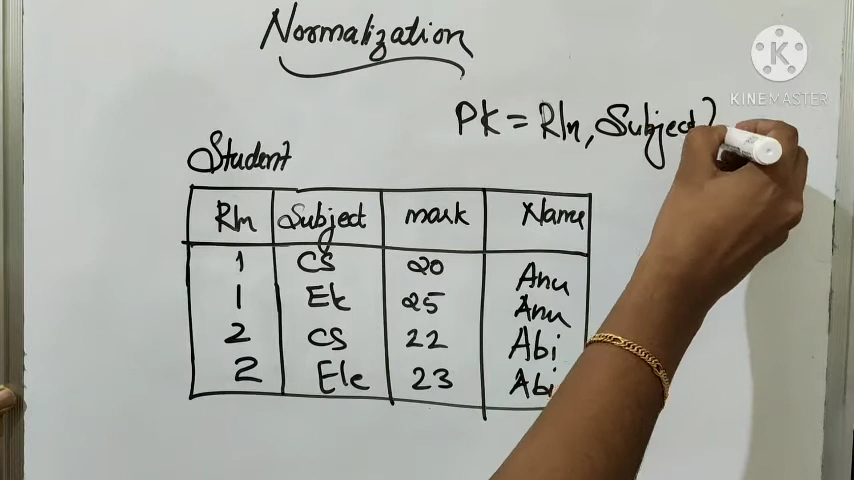 Normalization
PK = Rln, Subject}
Student
Rln Subject mark Name
1 CS 20 Anu
1 Ele 25 Anu
2 CS 22 Abi
2 Ele 23 Abi
K
KINEMASTER